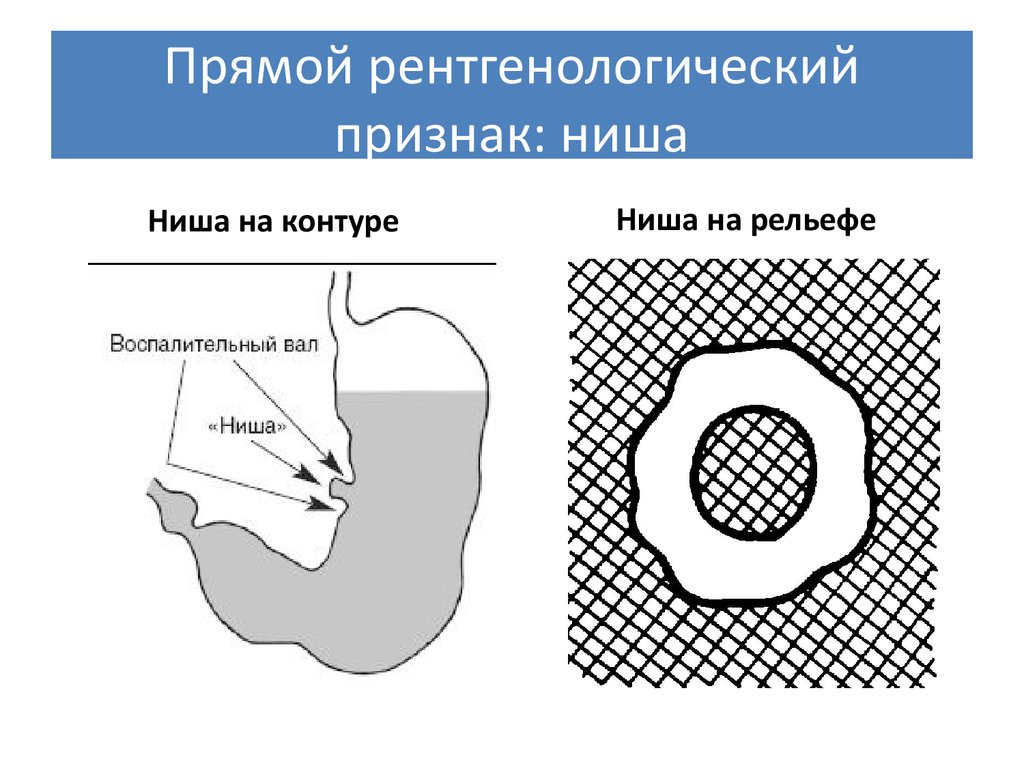 Прямой рентгенологический
признак: ниша
Ниша на контуре
Ниша на рельефе
Воспалительный вал
«Ниша»